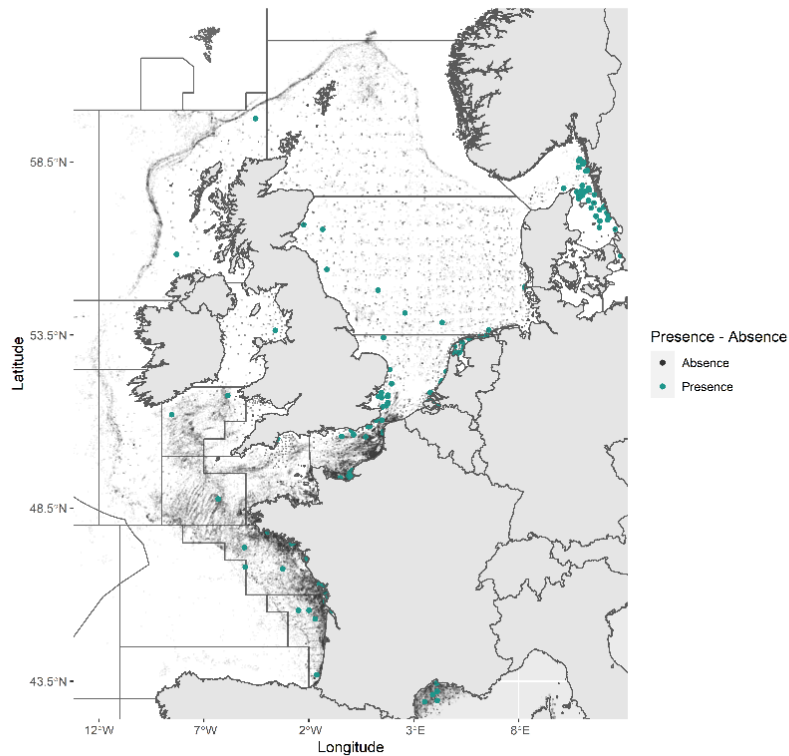 58.5°N
53.5°N
48.5°N
43.5°N
Latitude
12°W 7°W 2°W 3°E 8°E
Longitude
Presence - Absence
Absence
Presence